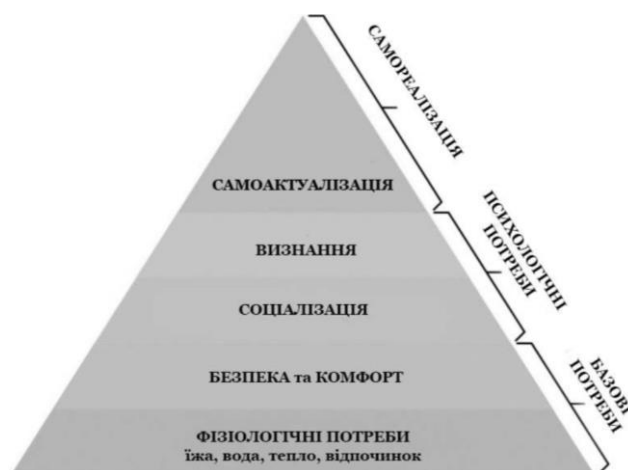 САМОАКТУАЛІЗАЦІЯ
ВИЗНАННЯ
СОЦІАЛІЗАЦІЯ
БЕЗПЕКА та КОМФОРТ
ФІЗІОЛОГІЧНІ ПОТРЕБИ
їжа, вода, тепло, відпочинок
САМОРЕАЛІЗАЦІЯ
ПСИХОЛОГІЧНІ
ПОТРЕБИ
БАЗОВІ
ПОТРЕБИ